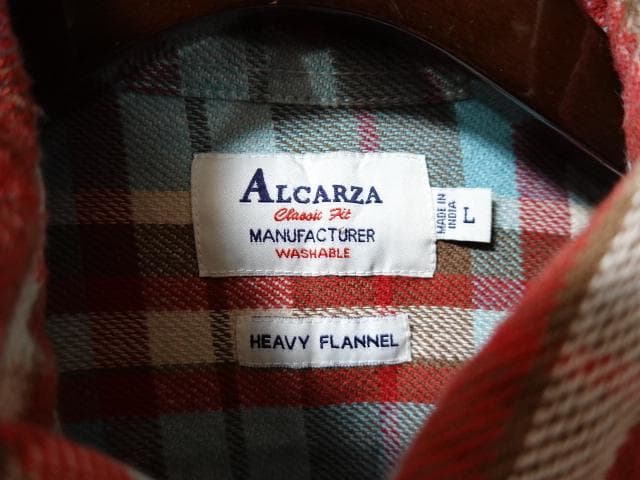 ALCARZA
Classic Fit
MANUFACTURER
WASHABLE
MADE IN
INDIA
L
HEAVY FLANNEL